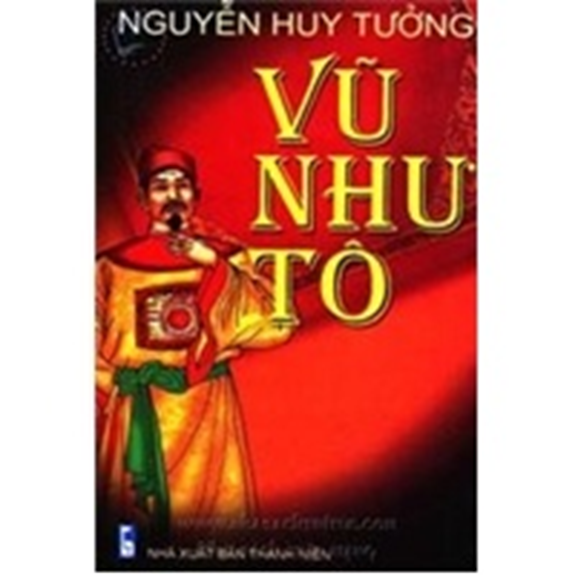 NGUYỄN HUY TƯỞNG
VŨ
NHƯ
TÔ
NHÀ XUẤT BẢN THANH NIÊN